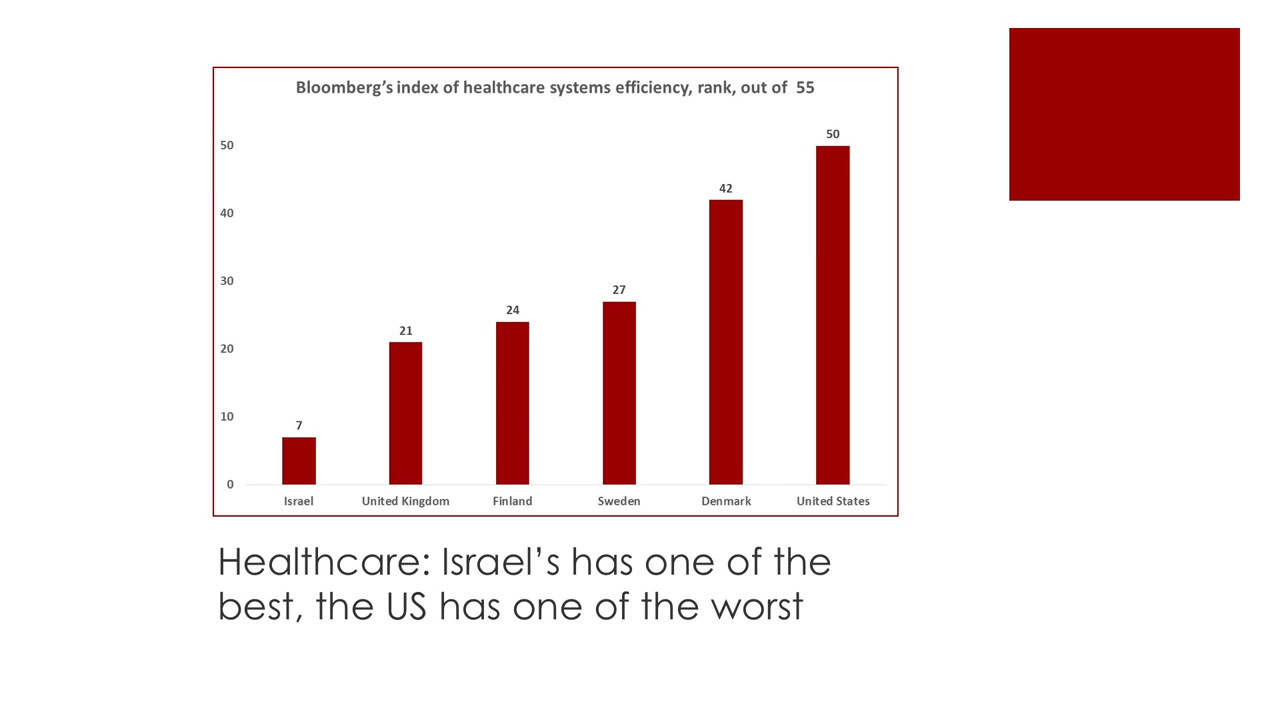 Bloomberg’s index of healthcare systems efficiency, rank, out of  55
50
40
30
20
10
0
7
21
24
27
42
50
Israel
United Kingdom
Finland
Sweden
Denmark
United States
Healthcare: Israel’s has one of the
best, the US has one of the worst